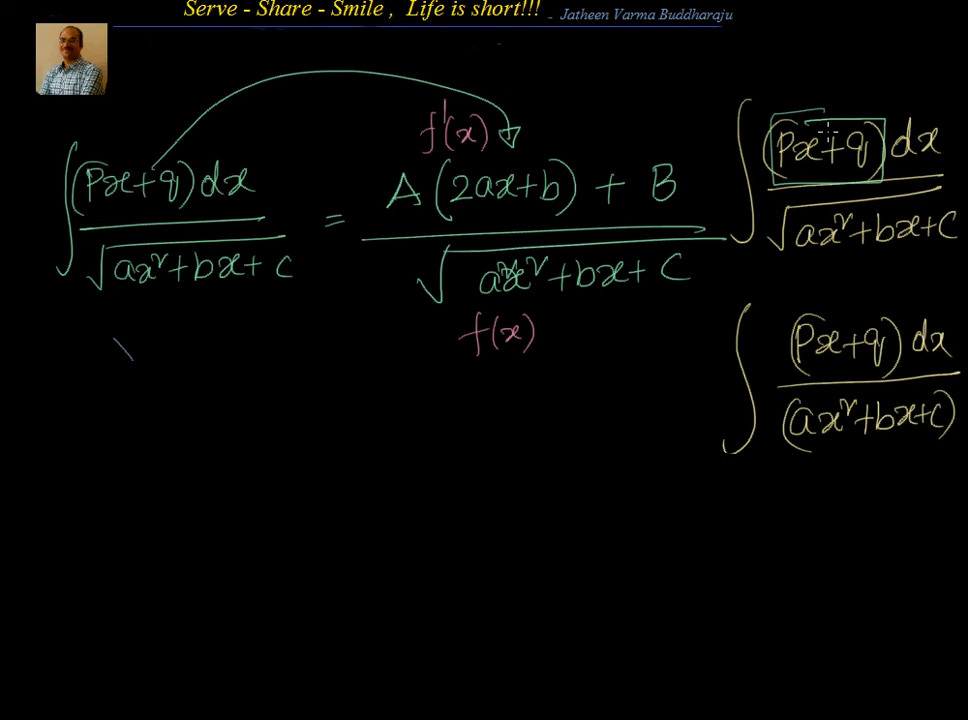 Serve - Share - Smile ,  Life is short!!! - Jatheen Varma Buddharaju
f'(x)
∫ (Px+q)dx / √(ax²+bx+c) = A(2ax+b) + B / √(ax²+bx+c)
f(x)
∫ (Px+q)dx / √(ax²+bx+c)
∫ (Px+q)dx / (ax²+bx+c)